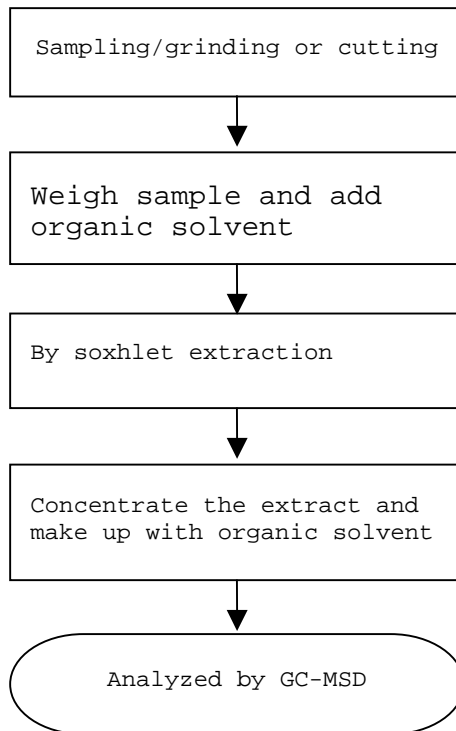 Sampling/grinding or cutting
Weigh sample and add
organic solvent
By soxhlet extraction
Concentrate the extract and
make up with organic solvent
Analyzed by GC-MSD